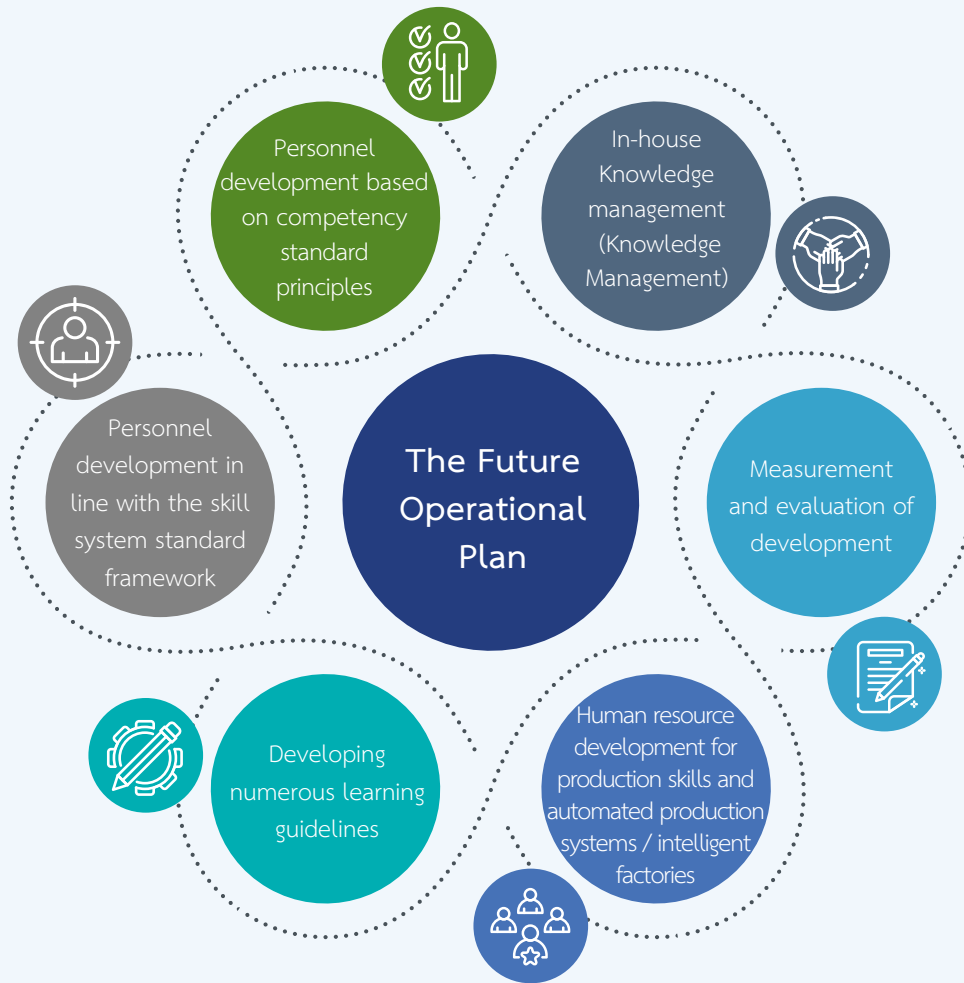 Personnel
development based
on competency
standard
principles
In-house
Knowledge
management
(Knowledge
Management)
Personnel
development in
line with the skill
system standard
framework
The Future
Operational
Plan
Measurement
and evaluation of
development
Developing
numerous learning
guidelines
Human resource
development for
production skills and
automated production
systems / intelligent
factories